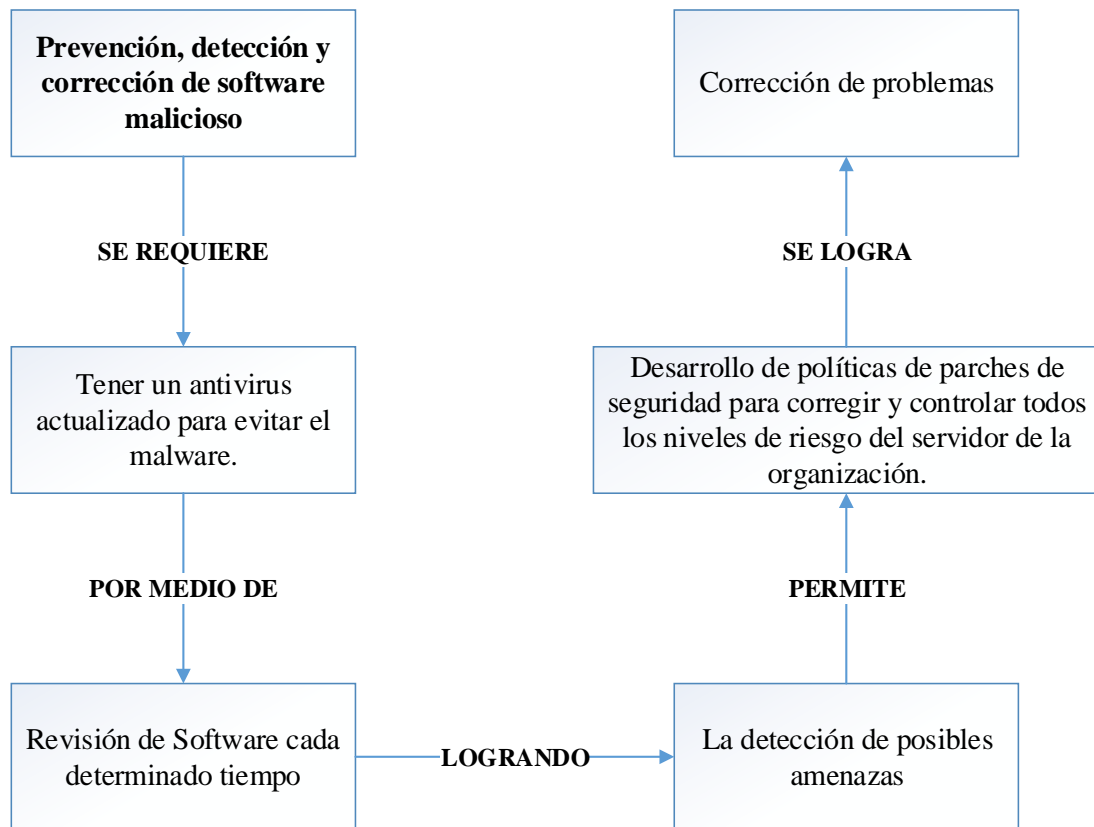 Prevención, detección y
corrección de software
malicioso
SE REQUIERE
Tener un antivirus
actualizado para evitar el
malware.
POR MEDIO DE
Revisión de Software cada
determinado tiempo
LOGRANDO
La detección de posibles
amenazas
PERMITE
Desarrollo de políticas de parches de
seguridad para corregir y controlar todos
los niveles de riesgo del servidor de la
organización.
SE LOGRA
Corrección de problemas